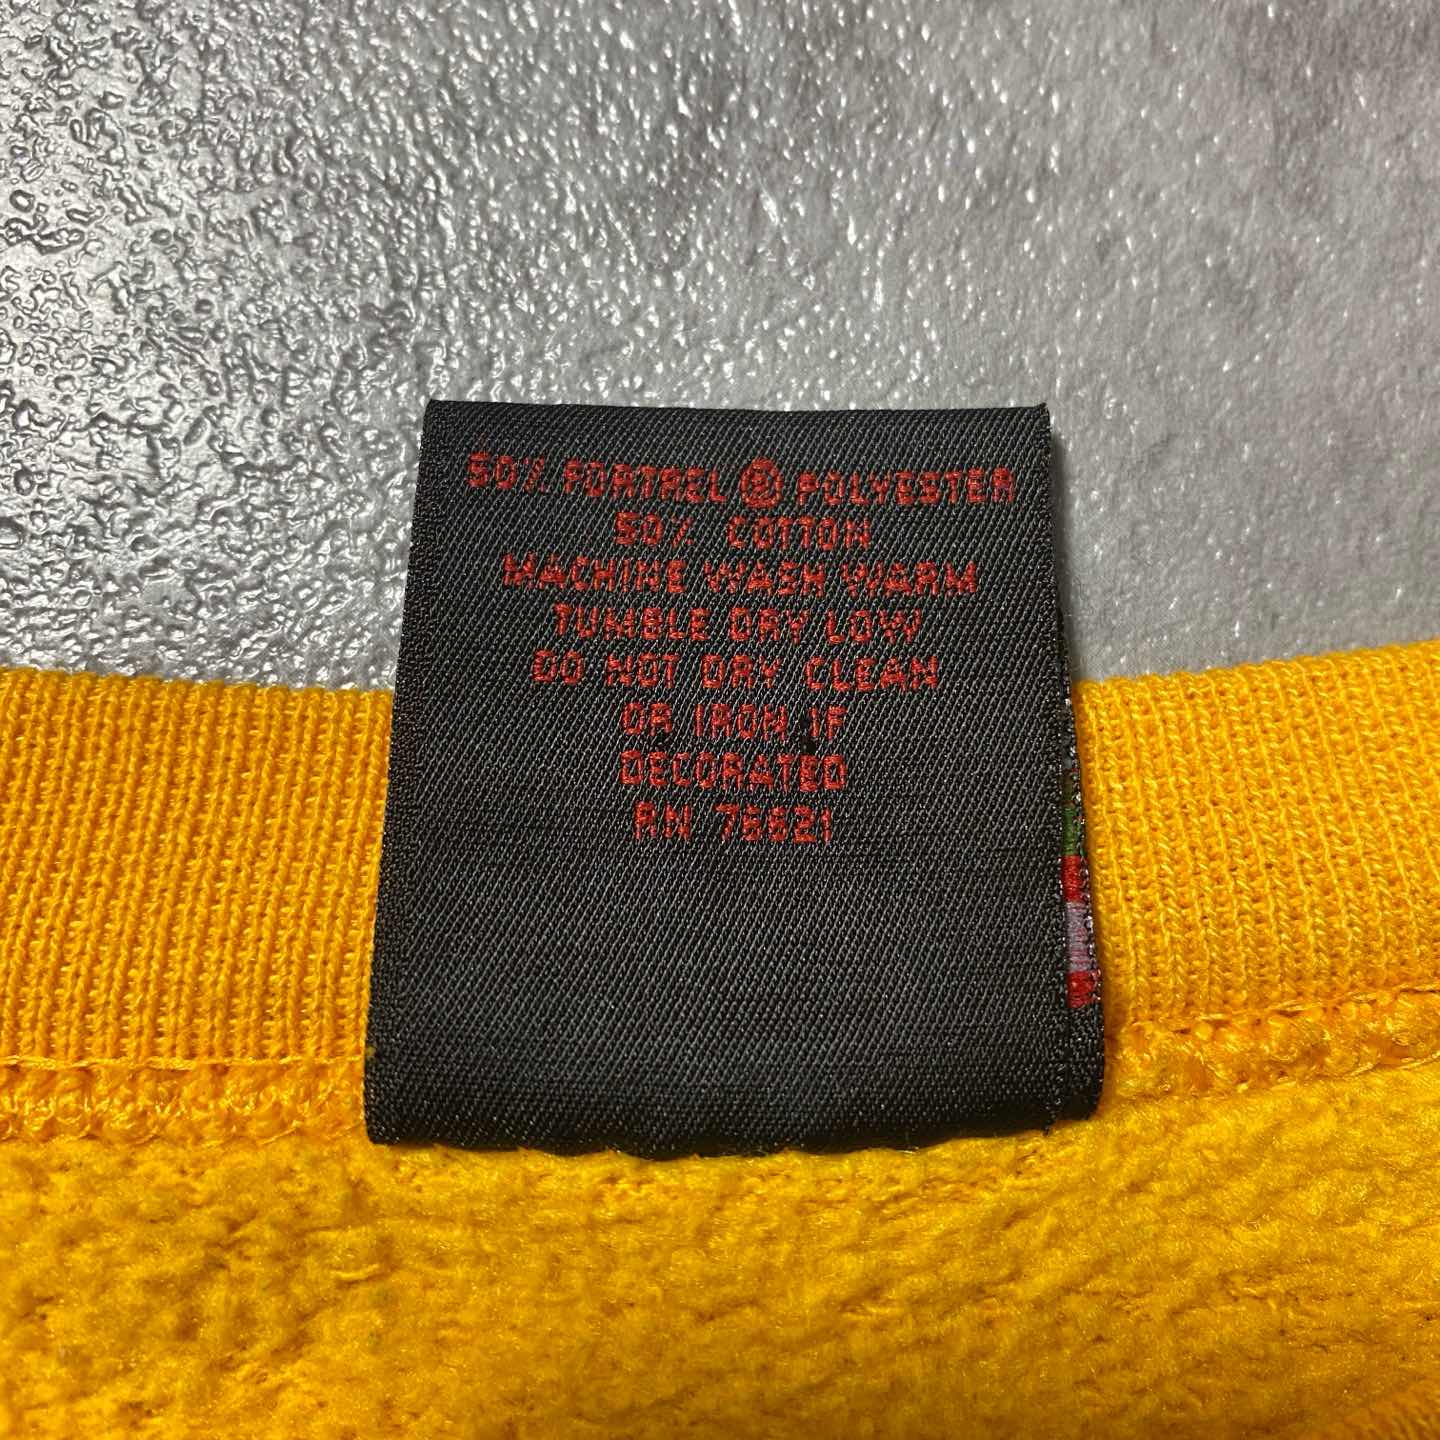 50% FORTREL ® POLYESTER
50% COTTON
MACHINE WASH WARM
TUMBLE DRY LOW
DO NOT DRY CLEAN
OR IRON IF
DECORATED
RN 75621